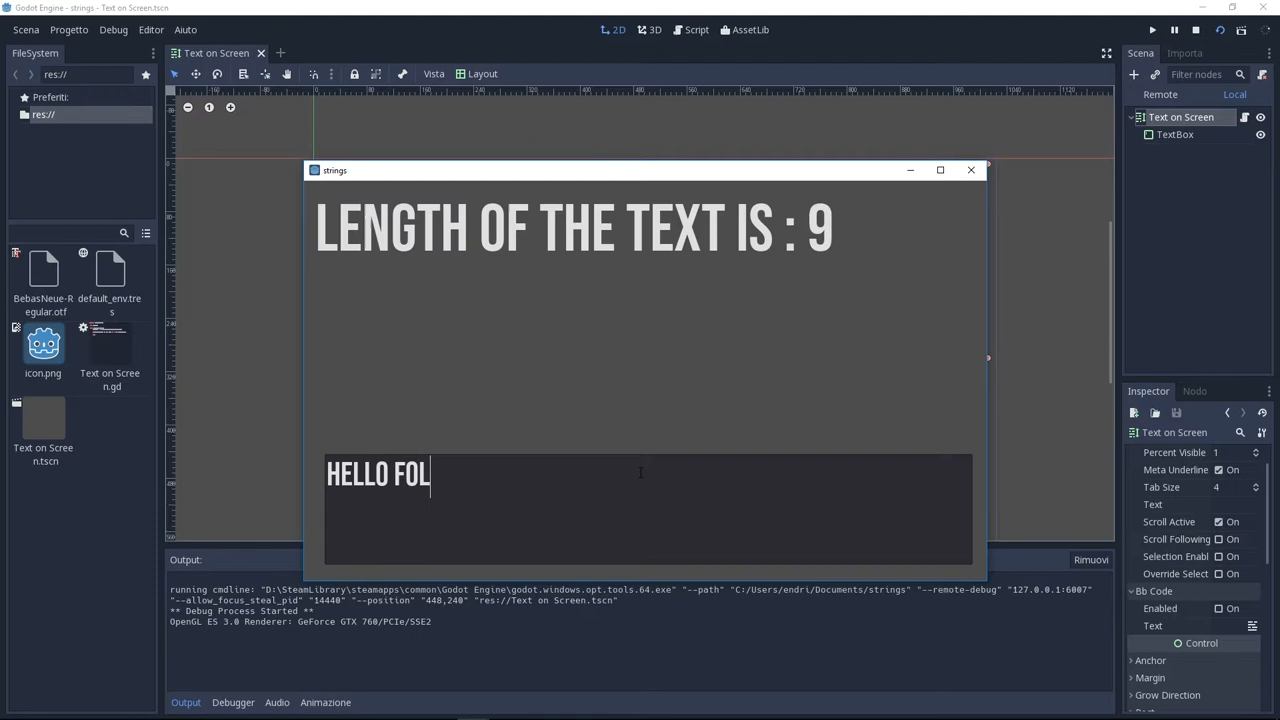 Godot Engine - strings - Text on Screen.tscn
Scena Progetto Debug Editor Aiuto
2D 3D Script AssetLib
FileSystem
Text on Screen
Scena Importa
res://
Vista Layout
Filter nodes
Preferiti:
res://
Remote Local
Text on Screen
TextBox
strings
LENGTH OF THE TEXT IS : 9
HELLO FOL
BebasNeue-R
egular.otf
default_env.tre
s
icon.png
Text on Scree
n.gd
Text on Scree
n.tscn
Inspector Nodo
Text on Screen
Percent Visible 1
Meta Underline On
Tab Size 4
Text
Scroll Active On
Scroll Following On
Selection Enabl On
Override Select On
Bb Code
Enabled On
Text
Control
Anchor
Margin
Grow Direction
Output: Rimuovi
running cmdline: "D:\SteamLibrary\steamapps\common\Godot Engine\godot.windows.opt.tools.64.exe" "--path" "C:/Users/endri/Documents/strings" "--remote-debug" "127.0.0.1:6007"
"--allow_focus_steal_pid" "14440" "--position" "448,240" "res://Text on Screen.tscn"
** Debug Process Started **
OpenGL ES 3.0 Renderer: GeForce GTX 760/PCIe/SSE2
Output Debugger Audio Animazione